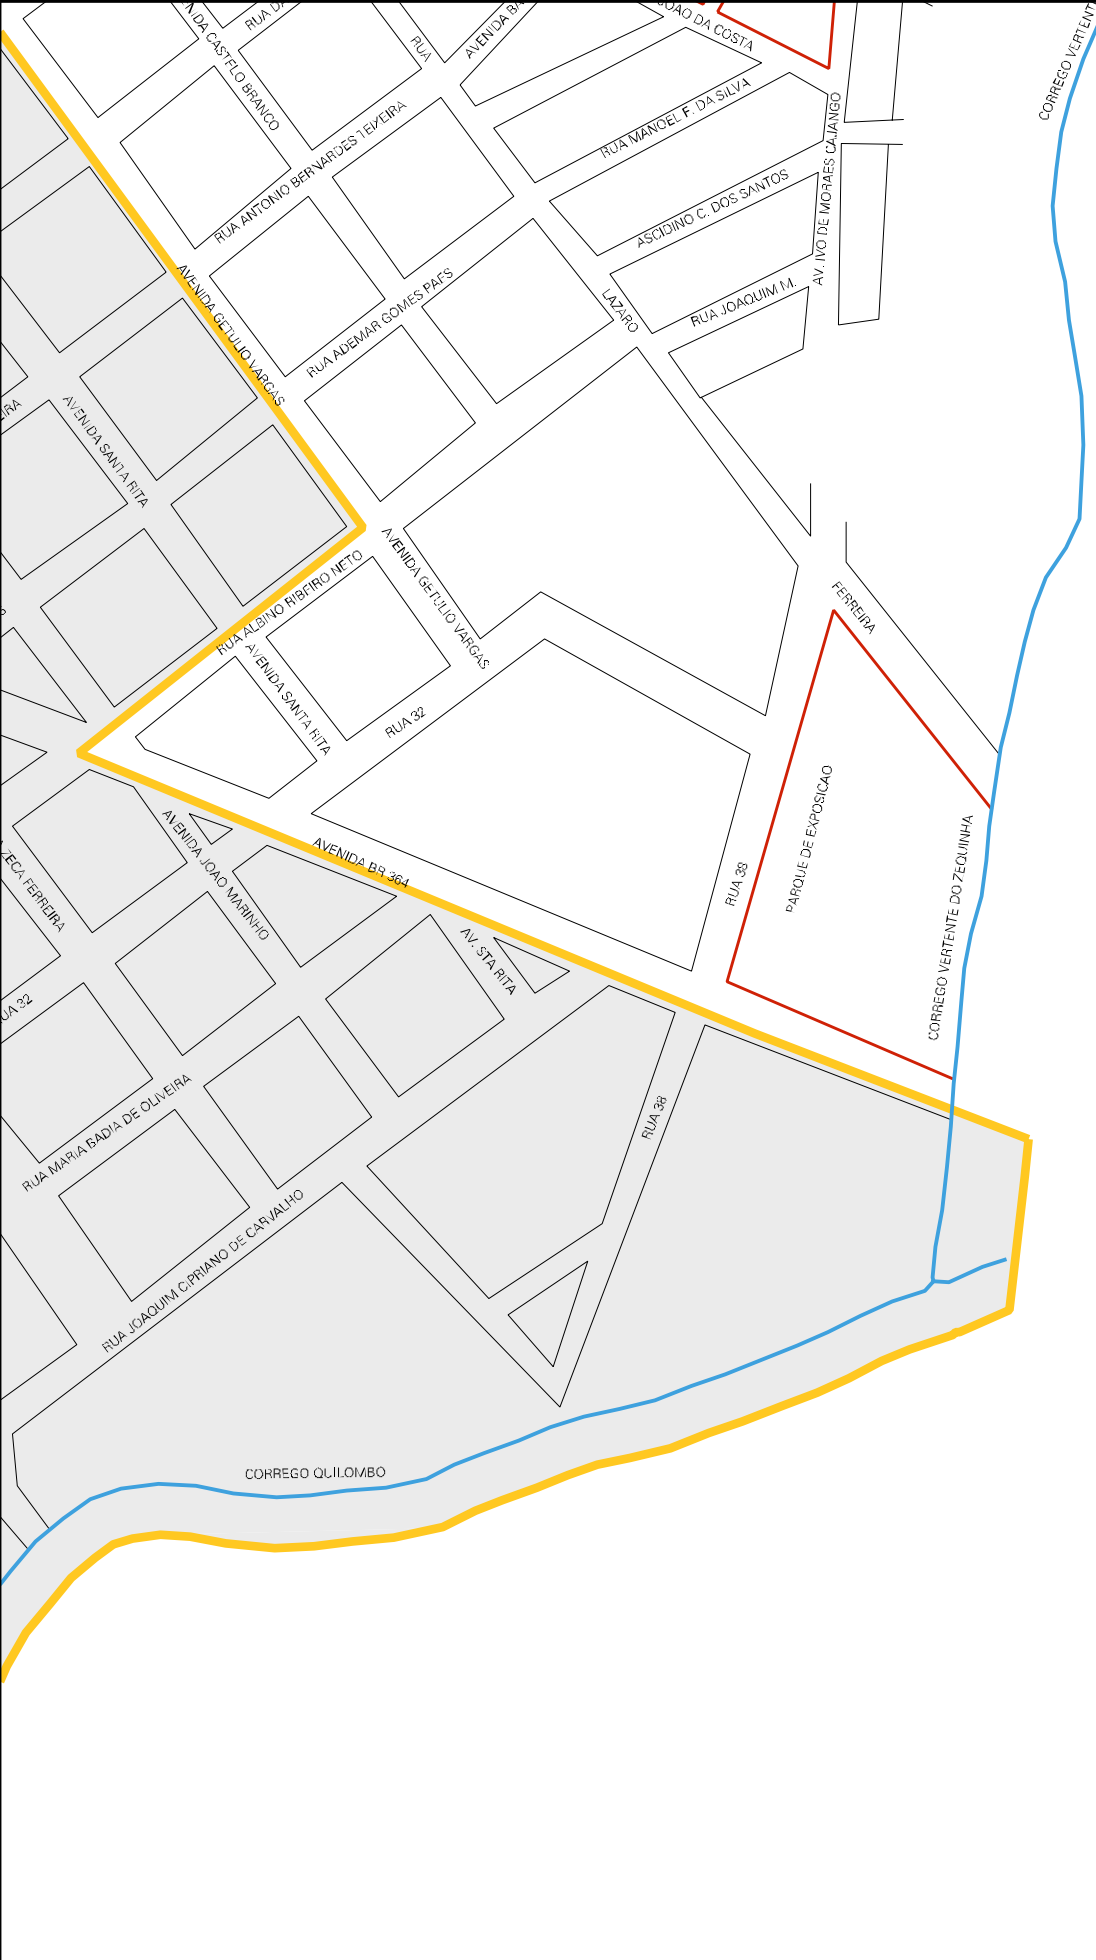 CASTELO BRANCO
RUA
RUA
JOAO DA COSTA
CORREGO
RUA MANOEL F. DA SILVA
RUA ANTONIO BERNARDES TEIXEIRA
ASCIDINO C. DOS SANTOS
AV. IVO DE MORAES CAJANGO
RUA JOAQUIM M.
LAZARO
RUA ADEMAR GOMES PAES
AVENIDA GETULIO VARGAS
AVENIDA SANTA RITA
AVENIDA GETULIO VARGAS
RUA ALBINO RIBEIRO NETO
AVENIDA SANTA RITA
RUA 32
FERREIRA
PARQUE DE EXPOSICAO
RUA 38
CORREGO VERTENTE DO ZEQUINHA
AVENIDA BR 364
AVENIDA JOAO MARINHO
ZECA FERREIRA
AV. STA RITA
32
RUA MARIA BADIA DE OLIVEIRA
RUA 38
RUA JOAQUIM CIPRIANO DE CARVALHO
CORREGO QUILOMBO